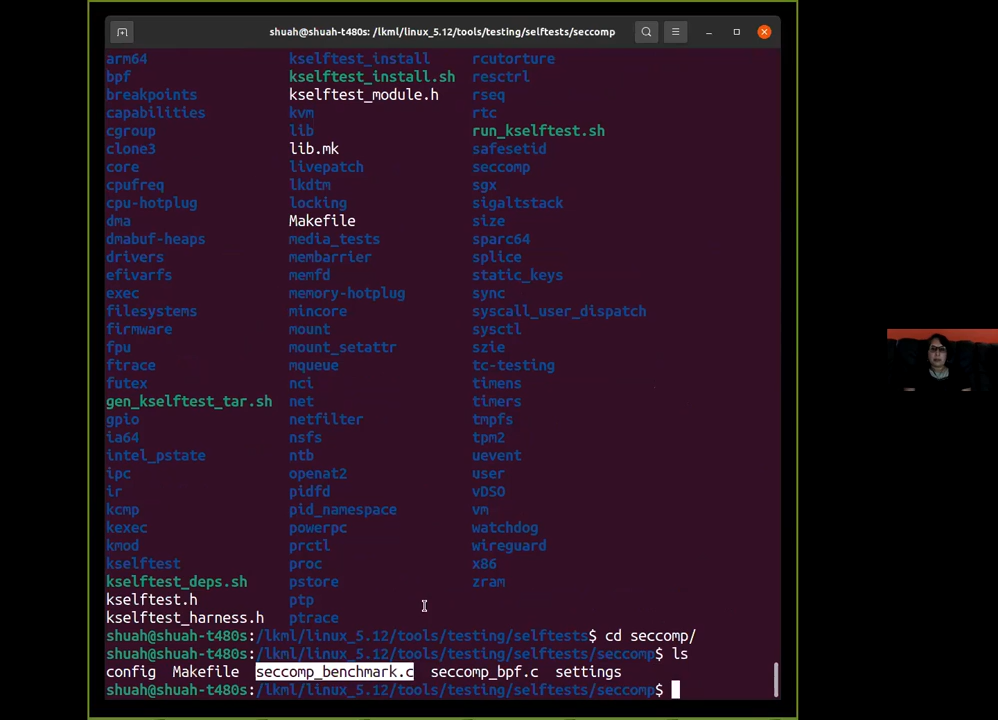 shuah@shuah-t480s: /lkml/linux_5.12/tools/testing/selftests/seccomp
arm64 kselftest_install rcutorture
bpf kselftest_install.sh resctrl
breakpoints kselftest_module.h rseq
capabilities kvm rtc
cgroup lib run_kselftest.sh
clone3 lib.mk safesetid
core livepatch seccomp
cpufreq lkdtm sgx
cpu-hotplug locking sigaltstack
dma Makefile size
dmabuf-heaps media_tests sparc64
drivers membarrier splice
efivarfs memfd static_keys
exec memory-hotplug sync
filesystems mincore syscall_user_dispatch
firmware mount sysctl
fpu mount_setattr szie
ftrace mqueue tc-testing
futex nci timens
gen_kselftest_tar.sh net timers
gpio netfilter tmpfs
ia64 nsfs tpm2
intel_pstate ntb uevent
ipc openat2 user
ir pidfd vDSO
kcmp pid_namespace vm
kexec powerpc watchdog
kmod prctl wireguard
kselftest proc x86
kselftest_deps.sh pstore zram
kselftest.h ptp
kselftest_harness.h ptrace
shuah@shuah-t480s:/lkml/linux_5.12/tools/testing/selftests$ cd seccomp/
shuah@shuah-t480s:/lkml/linux_5.12/tools/testing/selftests/seccomp$ ls
config Makefile seccomp_benchmark.c seccomp_bpf.c settings
shuah@shuah-t480s:/lkml/linux_5.12/tools/testing/selftests/seccomp$